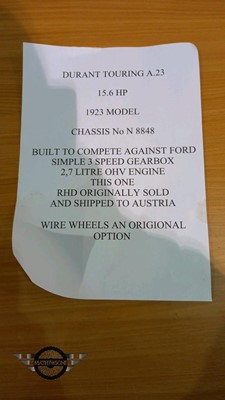 DURANT TOURING A.23
15.6 HP
1923 MODEL
CHASSIS No N 8848
BUILT TO COMPETE AGAINST FORD
SIMPLE 3 SPEED GEARBOX
2,7 LITRE OHV ENGINE
THIS ONE
RHD ORIGINALLY SOLD
AND SHIPPED TO AUSTRIA
WIRE WHEELS AN ORIGIONAL
OPTION